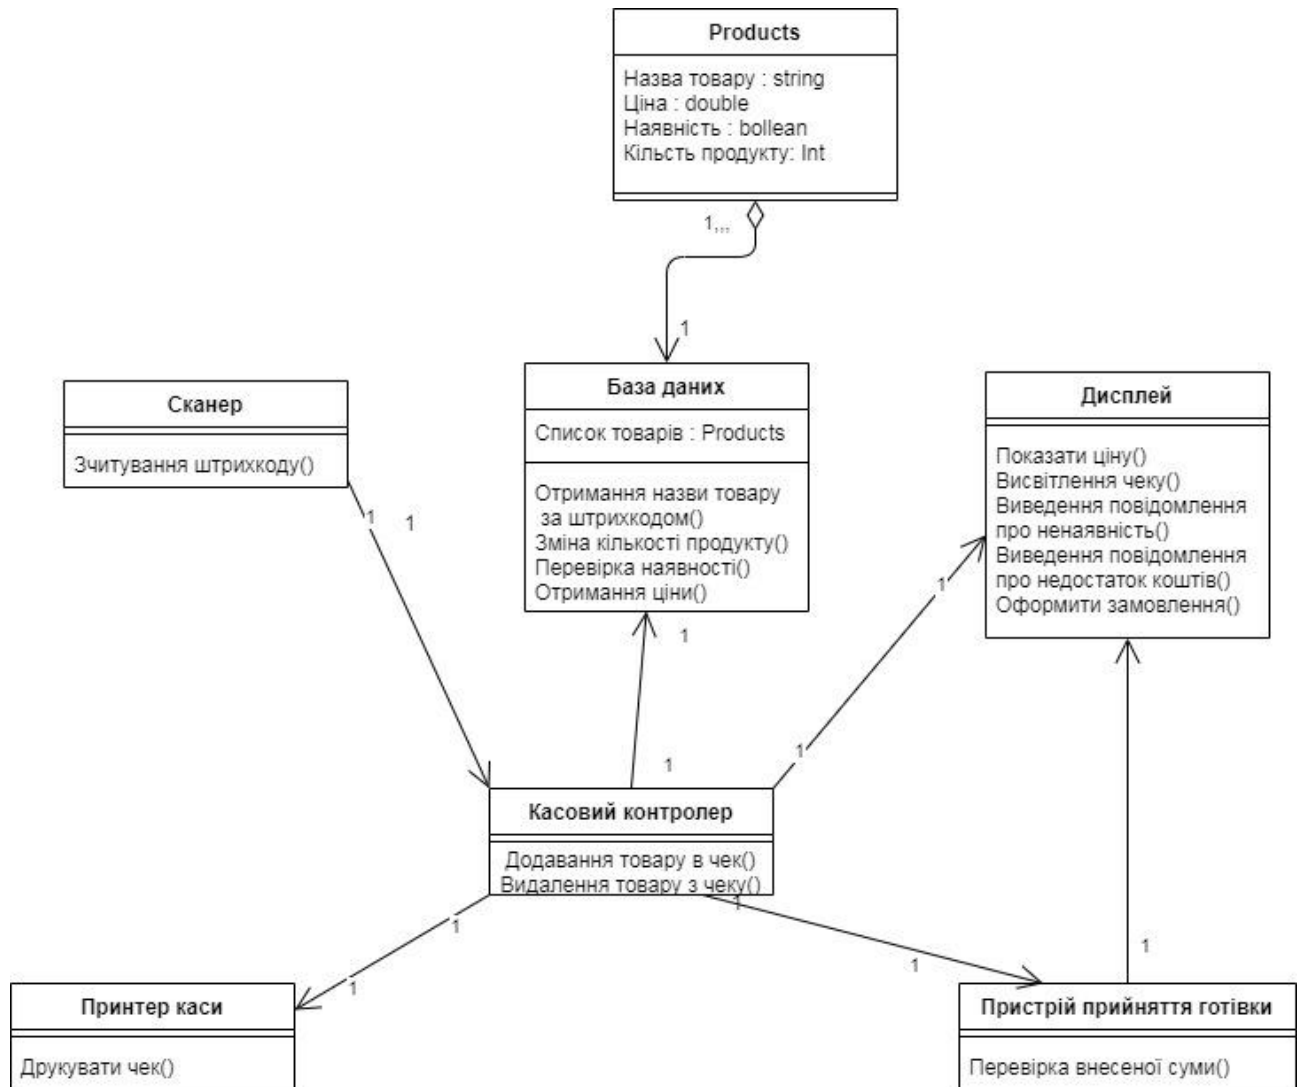 Products
Назва товару : string
Ціна : double
Наявність : bollean
Кільсть продукту: Int
1,,,
1
Сканер
Зчитування штрихкоду()
База даних
Список товарів : Products
Отримання назви товару
за штрихкодом()
Зміна кількості продукту()
Перевірка наявності()
Отримання ціни()
Дисплей
Показати ціну()
Висвітлення чеку()
Виведення повідомлення
про ненаявність()
Виведення повідомлення
про недостаток коштів()
Оформити замовлення()
1
1
1
1
1
1
Касовий контролер
Додавання товару в чек()
Видалення товару з чеку()
1
1
1
1
1
Принтер каси
Друкувати чек()
Пристрій прийняття готівки
Перевірка внесеної суми()